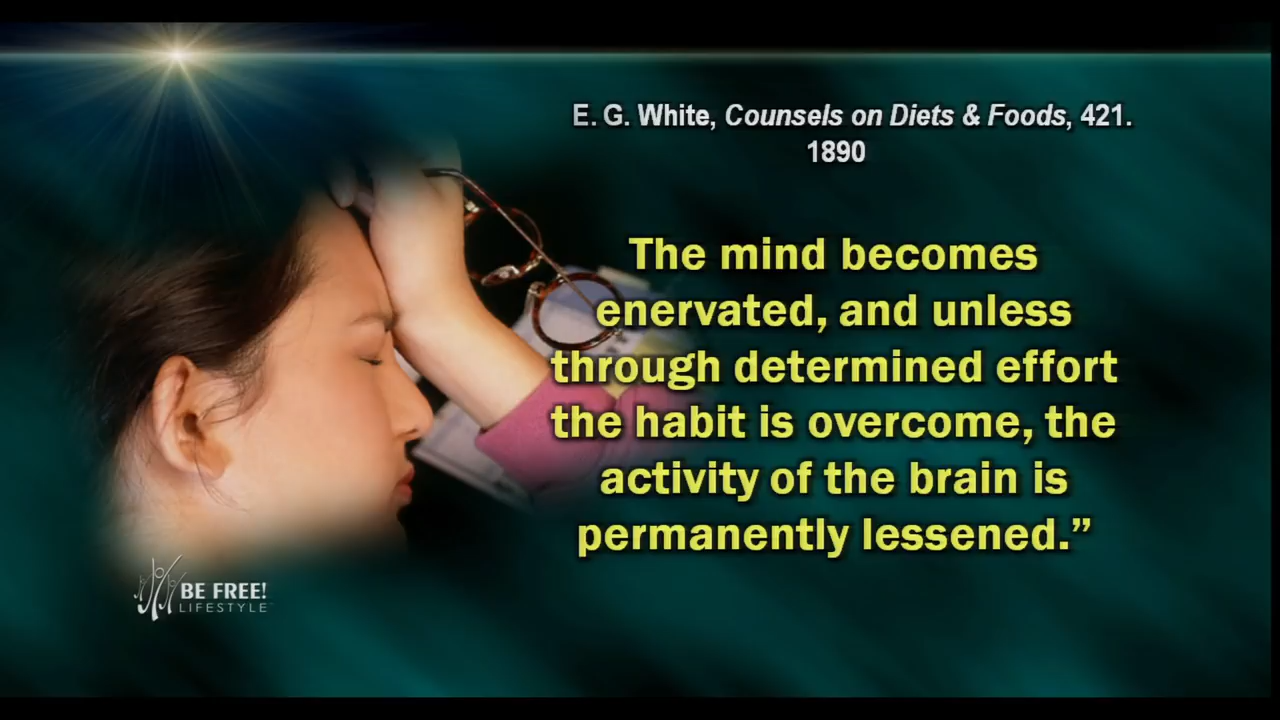 E. G. White, Counsels on Diets & Foods, 421.
1890
The mind becomes
enervated, and unless
through determined effort
the habit is overcome, the
activity of the brain is
permanently lessened.”
BE FREE!
LIFESTYLE